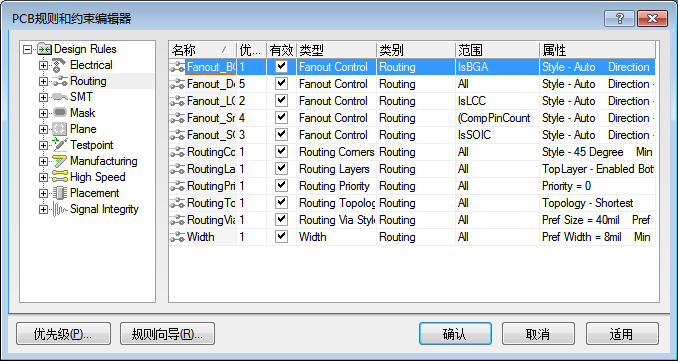 PCB规则和约束编辑器
Design Rules
Electrical
Routing
SMT
Mask
Plane
Testpoint
Manufacturing
High Speed
Placement
Signal Integrity
名称 优... 有效 类型 类别 范围 属性
Fanout_BG 1 Fanout Control Routing IsBGA Style - Auto Direction -
Fanout_De 5 Fanout Control Routing All Style - Auto Direction -
Fanout_LC 2 Fanout Control Routing IsLCC Style - Auto Direction -
Fanout_Sm 4 Fanout Control Routing (CompPinCount Style - Auto Direction -
Fanout_SO 3 Fanout Control Routing IsSOIC Style - Auto Direction -
RoutingCo 1 Routing Corners Routing All Style - 45 Degree Min
RoutingLa 1 Routing Layers Routing All TopLayer - Enabled Bott
RoutingPri 1 Routing Priority Routing All Priority = 0
RoutingTo 1 Routing Topolog Routing All Topology - Shortest
RoutingVia 1 Routing Via Style Routing All Pref Size = 40mil Pref
Width 1 Width Routing All Pref Width = 8mil Min
优先级(P)... 规则向导(R)... 确认 取消 适用